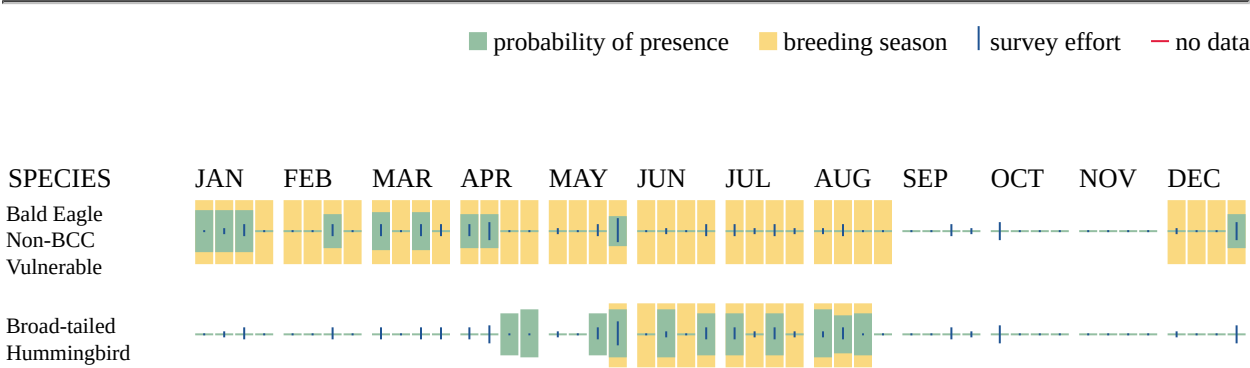 probability of presence breeding season survey effort no data
SPECIES JAN FEB MAR APR MAY JUN JUL AUG SEP OCT NOV DEC
Bald Eagle
Non-BCC
Vulnerable
Broad-tailed
Hummingbird